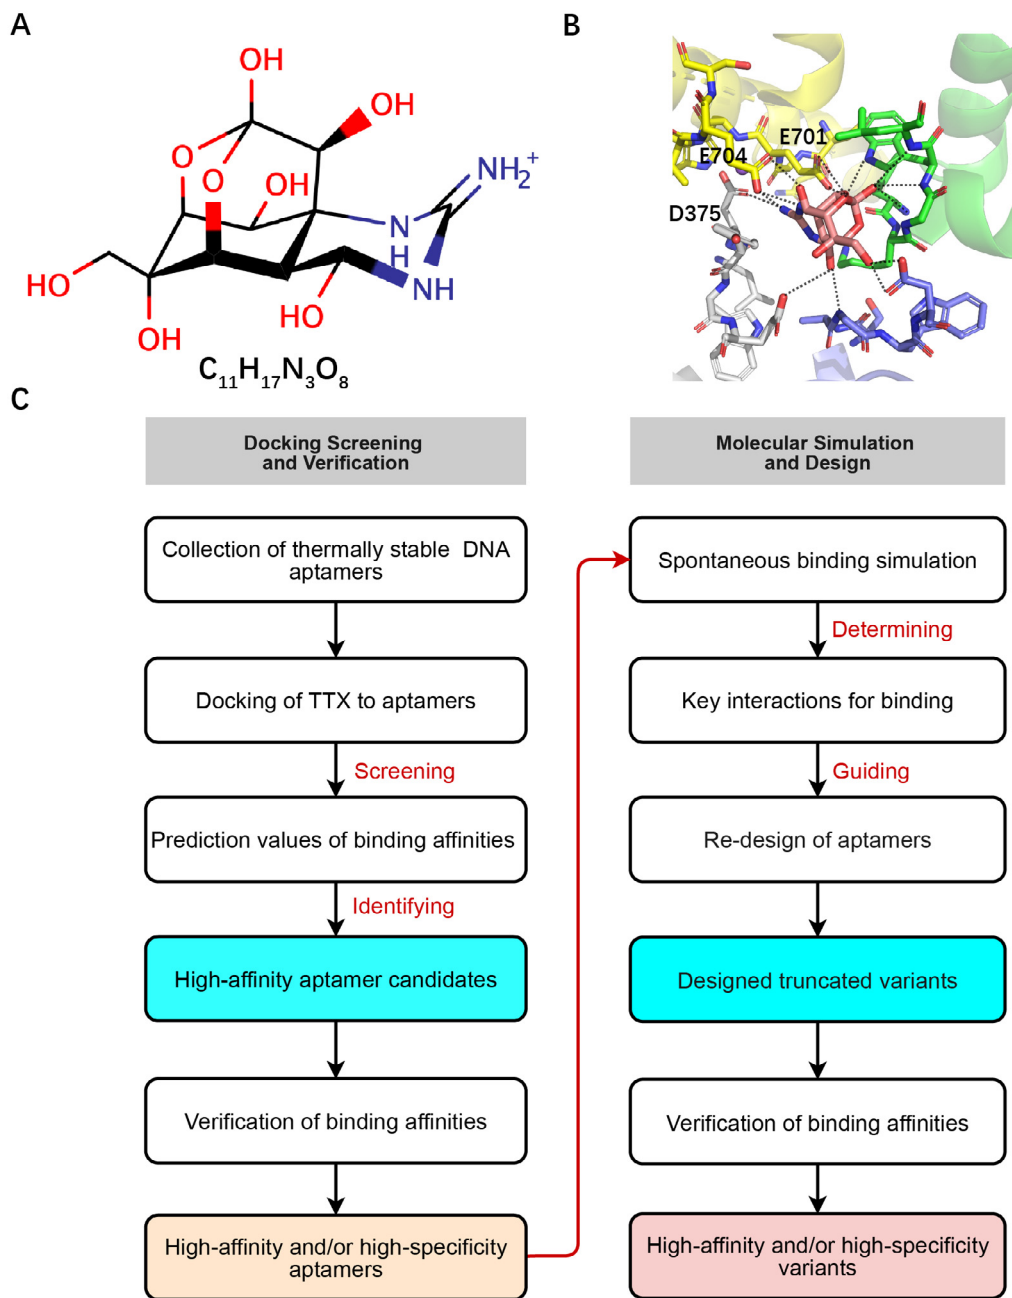 A
OH
OH
O
O
OH
NH2+
N
H
NH
HO
OH
HO
C11H17N3O8
B
E701
E704
D375
C
Docking Screening
and Verification
Collection of thermally stable DNA
aptamers
Docking of TTX to aptamers
Screening
Prediction values of binding affinities
Identifying
High-affinity aptamer candidates
Verification of binding affinities
High-affinity and/or high-specificity
aptamers
Molecular Simulation
and Design
Spontaneous binding simulation
Determining
Key interactions for binding
Guiding
Re-design of aptamers
Designed truncated variants
Verification of binding affinities
High-affinity and/or high-specificity
variants